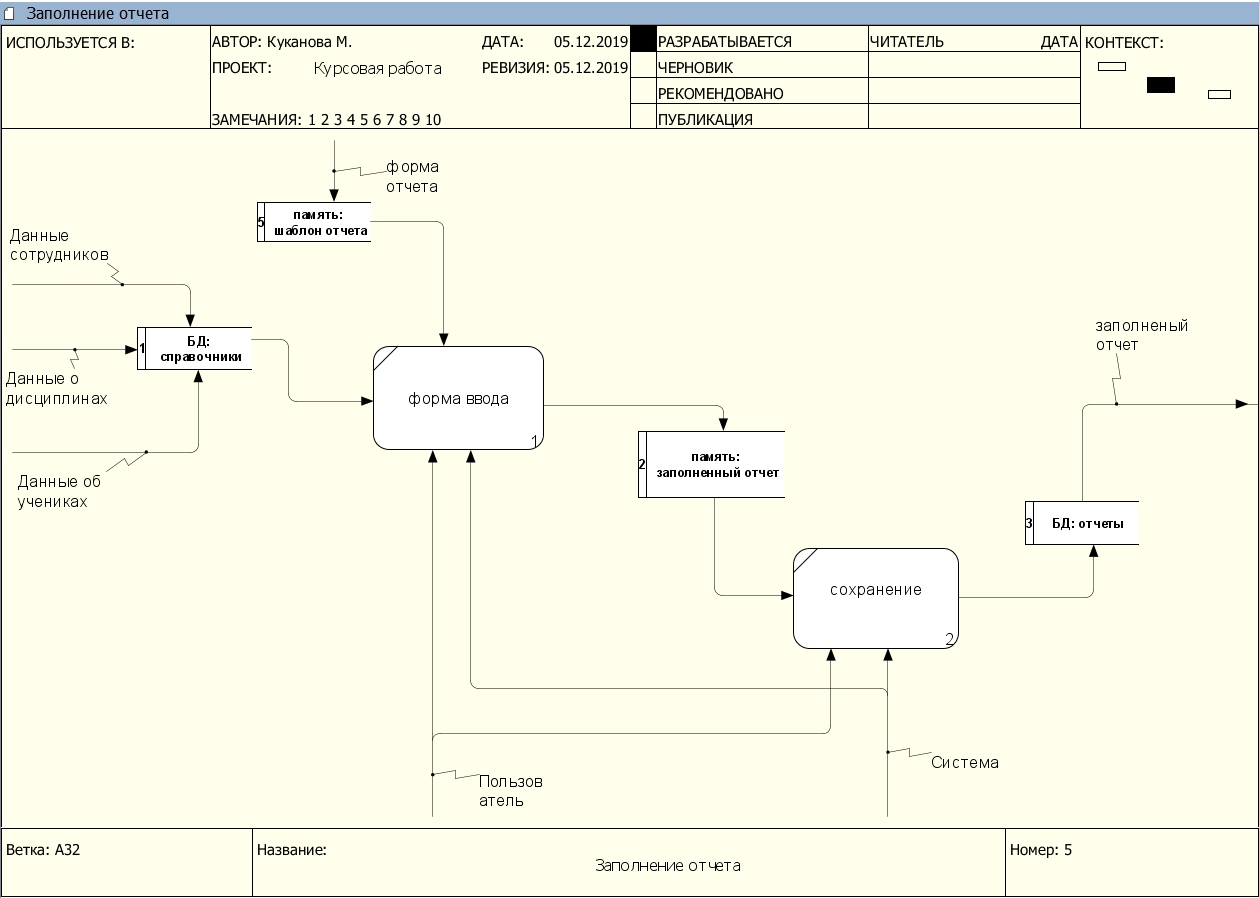 Заполнение отчета
ИСПОЛЬЗУЕТСЯ В:
АВТОР: Куканова М.
ДАТА: 05.12.2019
ПРОЕКТ: Курсовая работа
РЕВИЗИЯ: 05.12.2019
ЗАМЕЧАНИЯ: 1 2 3 4 5 6 7 8 9 10
РАЗРАБАТЫВАЕТСЯ
ЧЕРНОВИК
РЕКОМЕНДОВАНО
ПУБЛИКАЦИЯ
ЧИТАТЕЛЬ ДАТА
КОНТЕКСТ:
форма
отчета
5
память:
шаблон отчета
Данные
сотрудников
1
БД:
справочники
Данные о
дисциплинах
Данные об
учениках
форма ввода
1
2
память:
заполненный отчет
заполненый
отчет
3
БД: отчеты
сохранение
2
Пользов
атель
Система
Ветка: A32
Название:
Заполнение отчета
Номер: 5